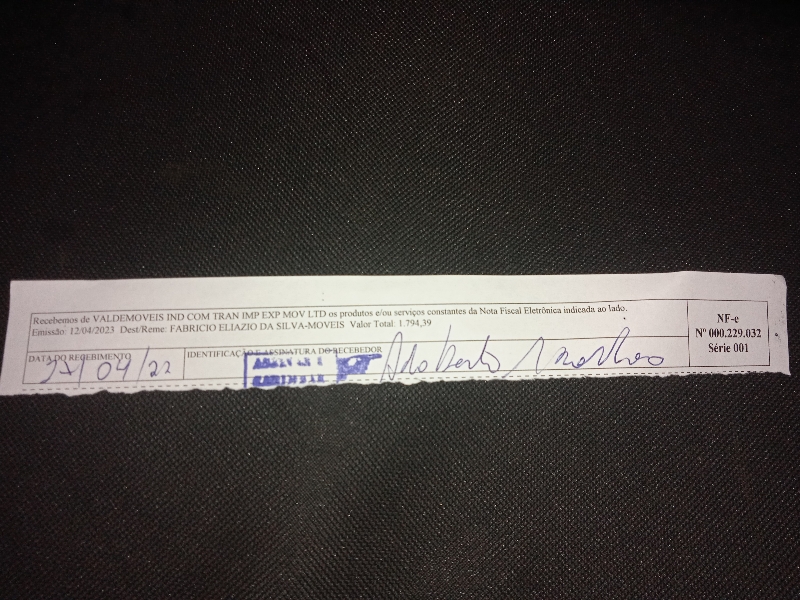 Recebemos de VALDEMOVEIS IND COM TRAN IMP EXP MOV LTD os produtos e/ou serviços constantes da Nota Fiscal Eletrônica indicada ao lado.
Emissão: 12/04/2023 Dest/Reme: FABRICIO ELIAZIO DA SILVA-MOVEIS Valor Total: 1.794,39
NF-e
Nº 000.229.032
Série 001
DATA DO RECEBIMENTO
/04/22
IDENTIFICAÇÃO E ASSINATURA DO RECEBEDOR